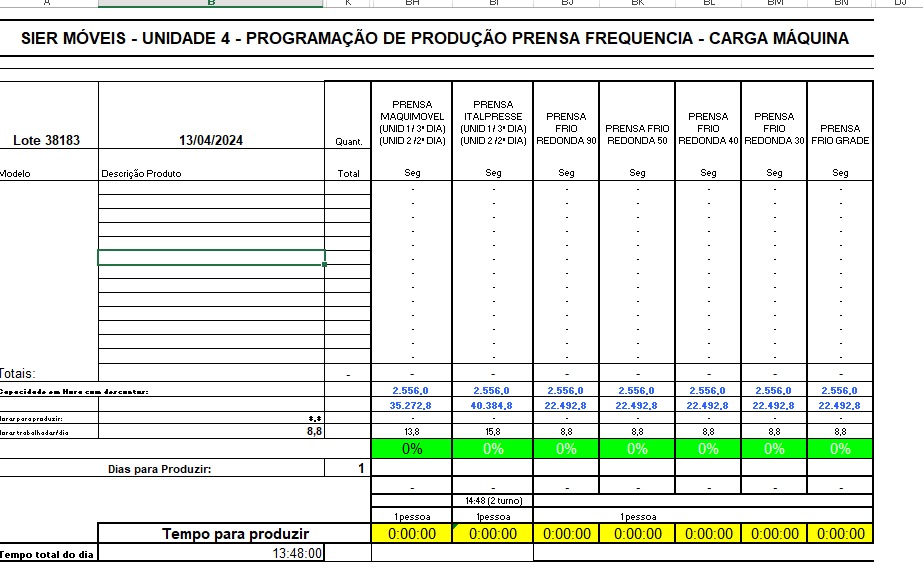 A B K BH BI BJ BK BL BM BN DJ
SIER MÓVEIS - UNIDADE 4 - PROGRAMAÇÃO DE PRODUÇÃO PRENSA FREQUENCIA - CARGA MÁQUINA
Lote 38183 13/04/2024 Quant. PRENSA MAQUIMOVEL (UNID 1 / 3ª DIA) (UNID 2 /2ª DIA) PRENSA ITALPRESSE (UNID 1 / 3ª DIA) (UNID 2 /2ª DIA) PRENSA FRIO REDONDA 90 PRENSA FRIO REDONDA 50 PRENSA FRIO REDONDA 40 PRENSA FRIO REDONDA 30 PRENSA FRIO GRADE
Modelo Descrição Produto Total Seg Seg Seg Seg Seg Seg Seg
- - - - - - -
- - - - - - -
- - - - - - -
- - - - - - -
- - - - - - -
- - - - - - -
- - - - - - -
- - - - - - -
- - - - - - -
- - - - - - -
- - - - - - -
- - - - - - -
- - - - - - -
Totais: - - - - - - - -
Capacidade em Hora com descontos: 2.556,0 2.556,0 2.556,0 2.556,0 2.556,0 2.556,0 2.556,0
35.272,8 40.384,8 22.492,8 22.492,8 22.492,8 22.492,8 22.492,8
Horas para produzir: 8,8 - - - - - - -
Horas trabalhadas/dia 8,8 13,8 15,8 8,8 8,8 8,8 8,8 8,8
0% 0% 0% 0% 0% 0% 0%
Dias para Produzir: 1
- - - - - - -
14:48 (2 turno)
1 pessoa 1 pessoa 1 pessoa
Tempo para produzir 0:00:00 0:00:00 0:00:00 0:00:00 0:00:00 0:00:00 0:00:00
Tempo total do dia 13:48:00